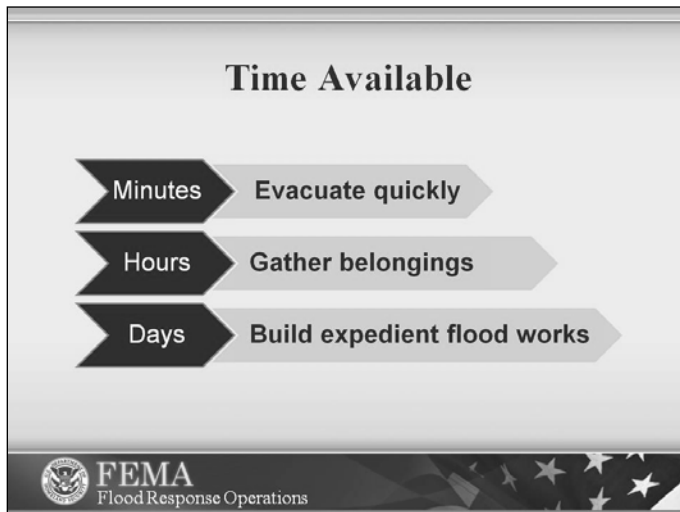 Time Available
Minutes Evacuate quickly
Hours Gather belongings
Days Build expedient flood works
FEMA
Flood Response Operations